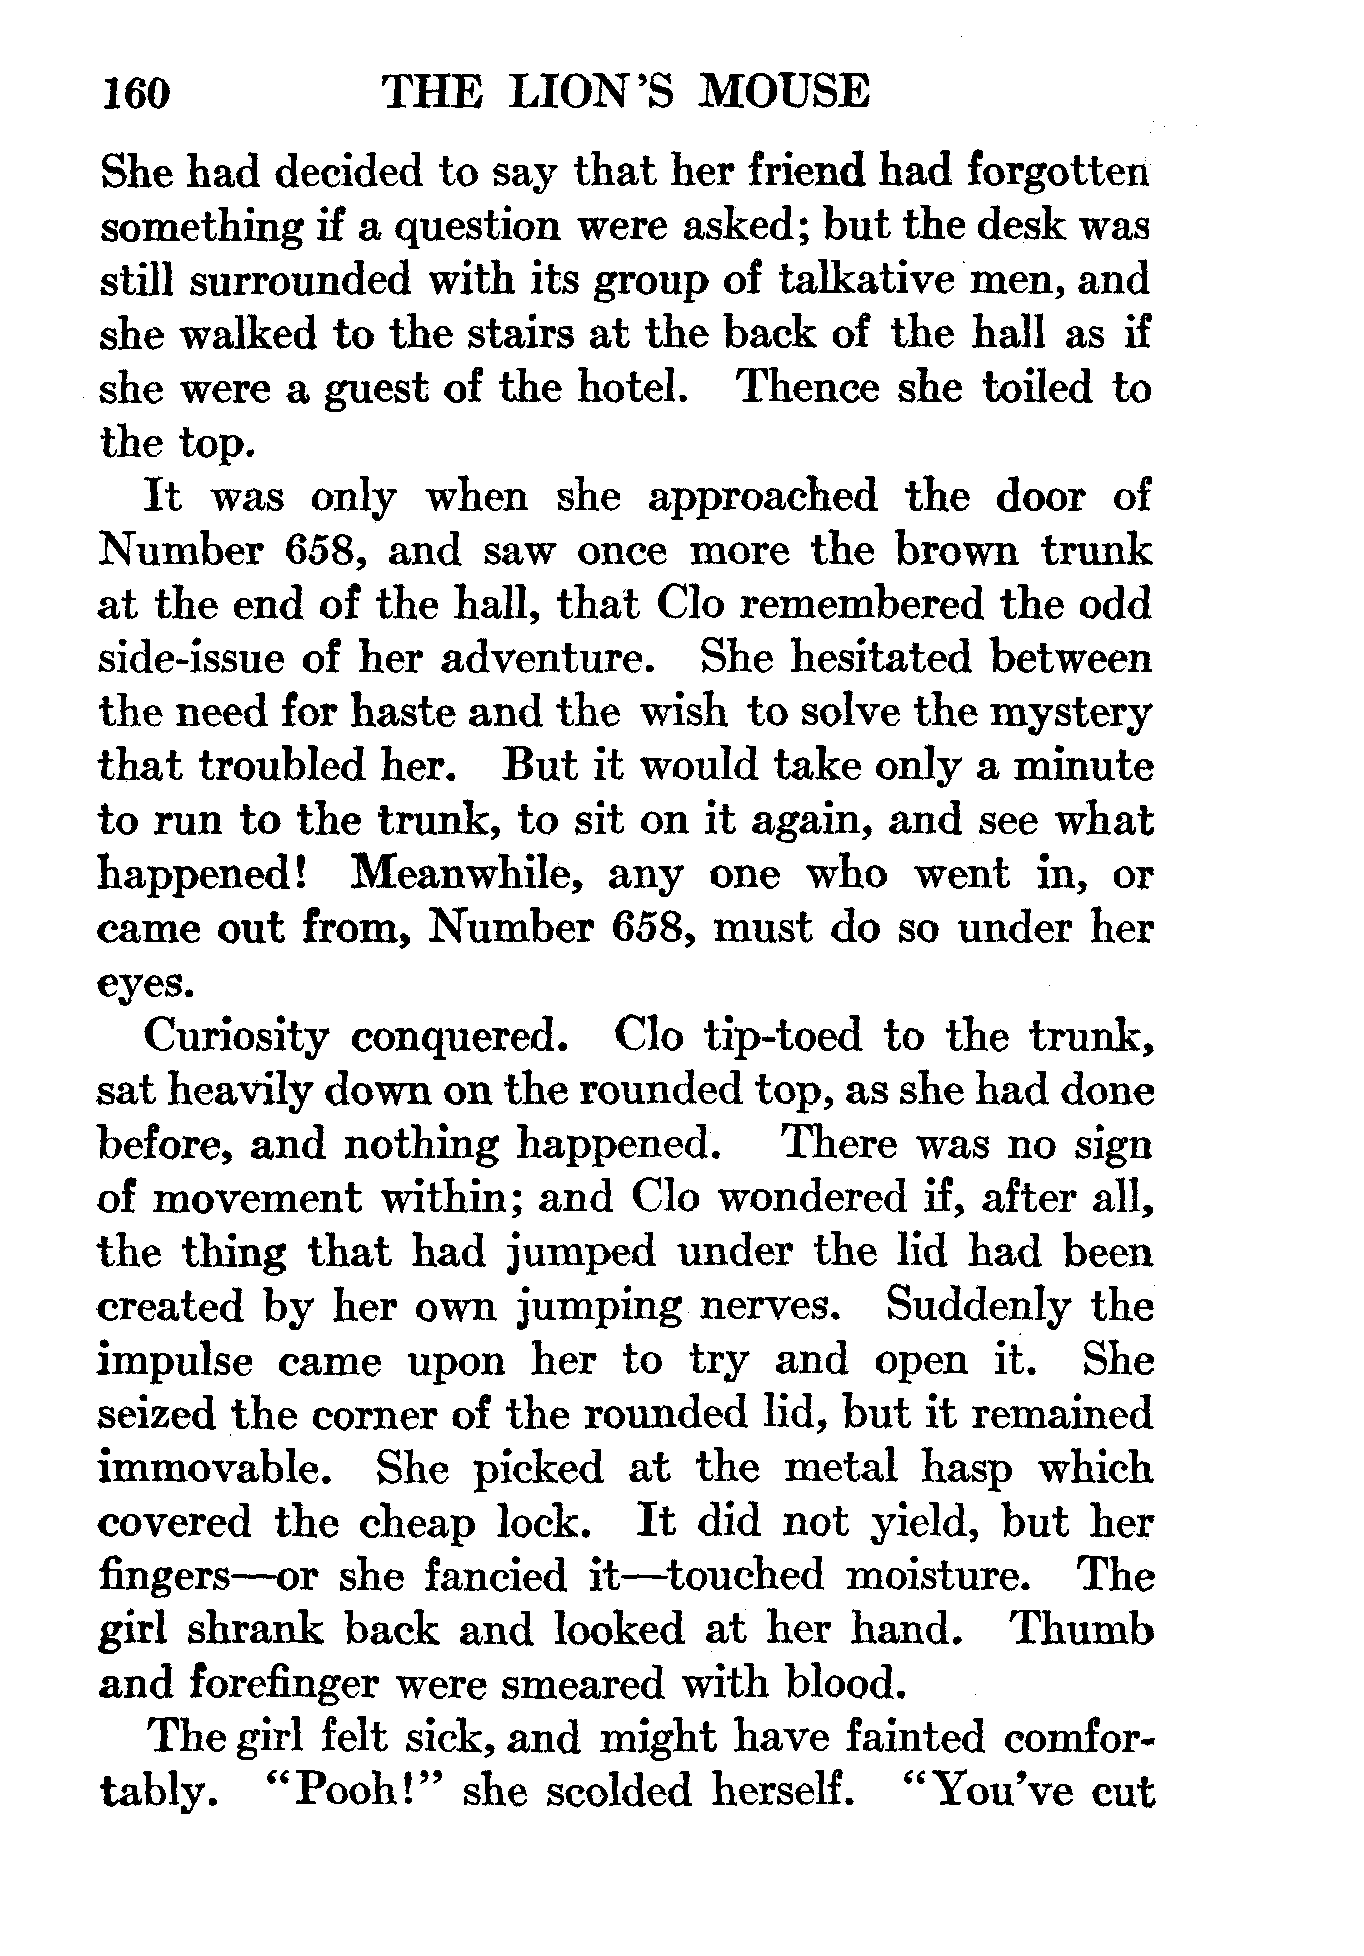 160 THE LION'S MOUSE
She had decided to say that her friend had forgotten
something if a question were asked; but the desk was
still surrounded with its group of talkative men, and
she walked to the stairs at the back of the hall as if
she were a guest of the hotel. Thence she toiled to
the top.
It was only when she approached the door of
Number 658, and saw once more the brown trunk
at the end of the hall, that Clo remembered the odd
side-issue of her adventure. She hesitated between
the need for haste and the wish to solve the mystery
that troubled her. But it would take only a minute
to run to the trunk, to sit on it again, and see what
happened! Meanwhile, any one who went in, or
came out from, Number 658, must do so under her
eyes.
Curiosity conquered. Clo tip-toed to the trunk,
sat heavily down on the rounded top, as she had done
before, and nothing happened. There was no sign
of movement within; and Clo wondered if, after all,
the thing that had jumped under the lid had been
created by her own jumping nerves. Suddenly the
impulse came upon her to try and open it. She
seized the corner of the rounded lid, but it remained
immovable. She picked at the metal hasp which
covered the cheap lock. It did not yield, but her
fingers—or she fancied it—touched moisture. The
girl shrank back and looked at her hand. Thumb
and forefinger were smeared with blood.
The girl felt sick, and might have fainted comfor-
tably. "Pooh!" she scolded herself. "You've cut